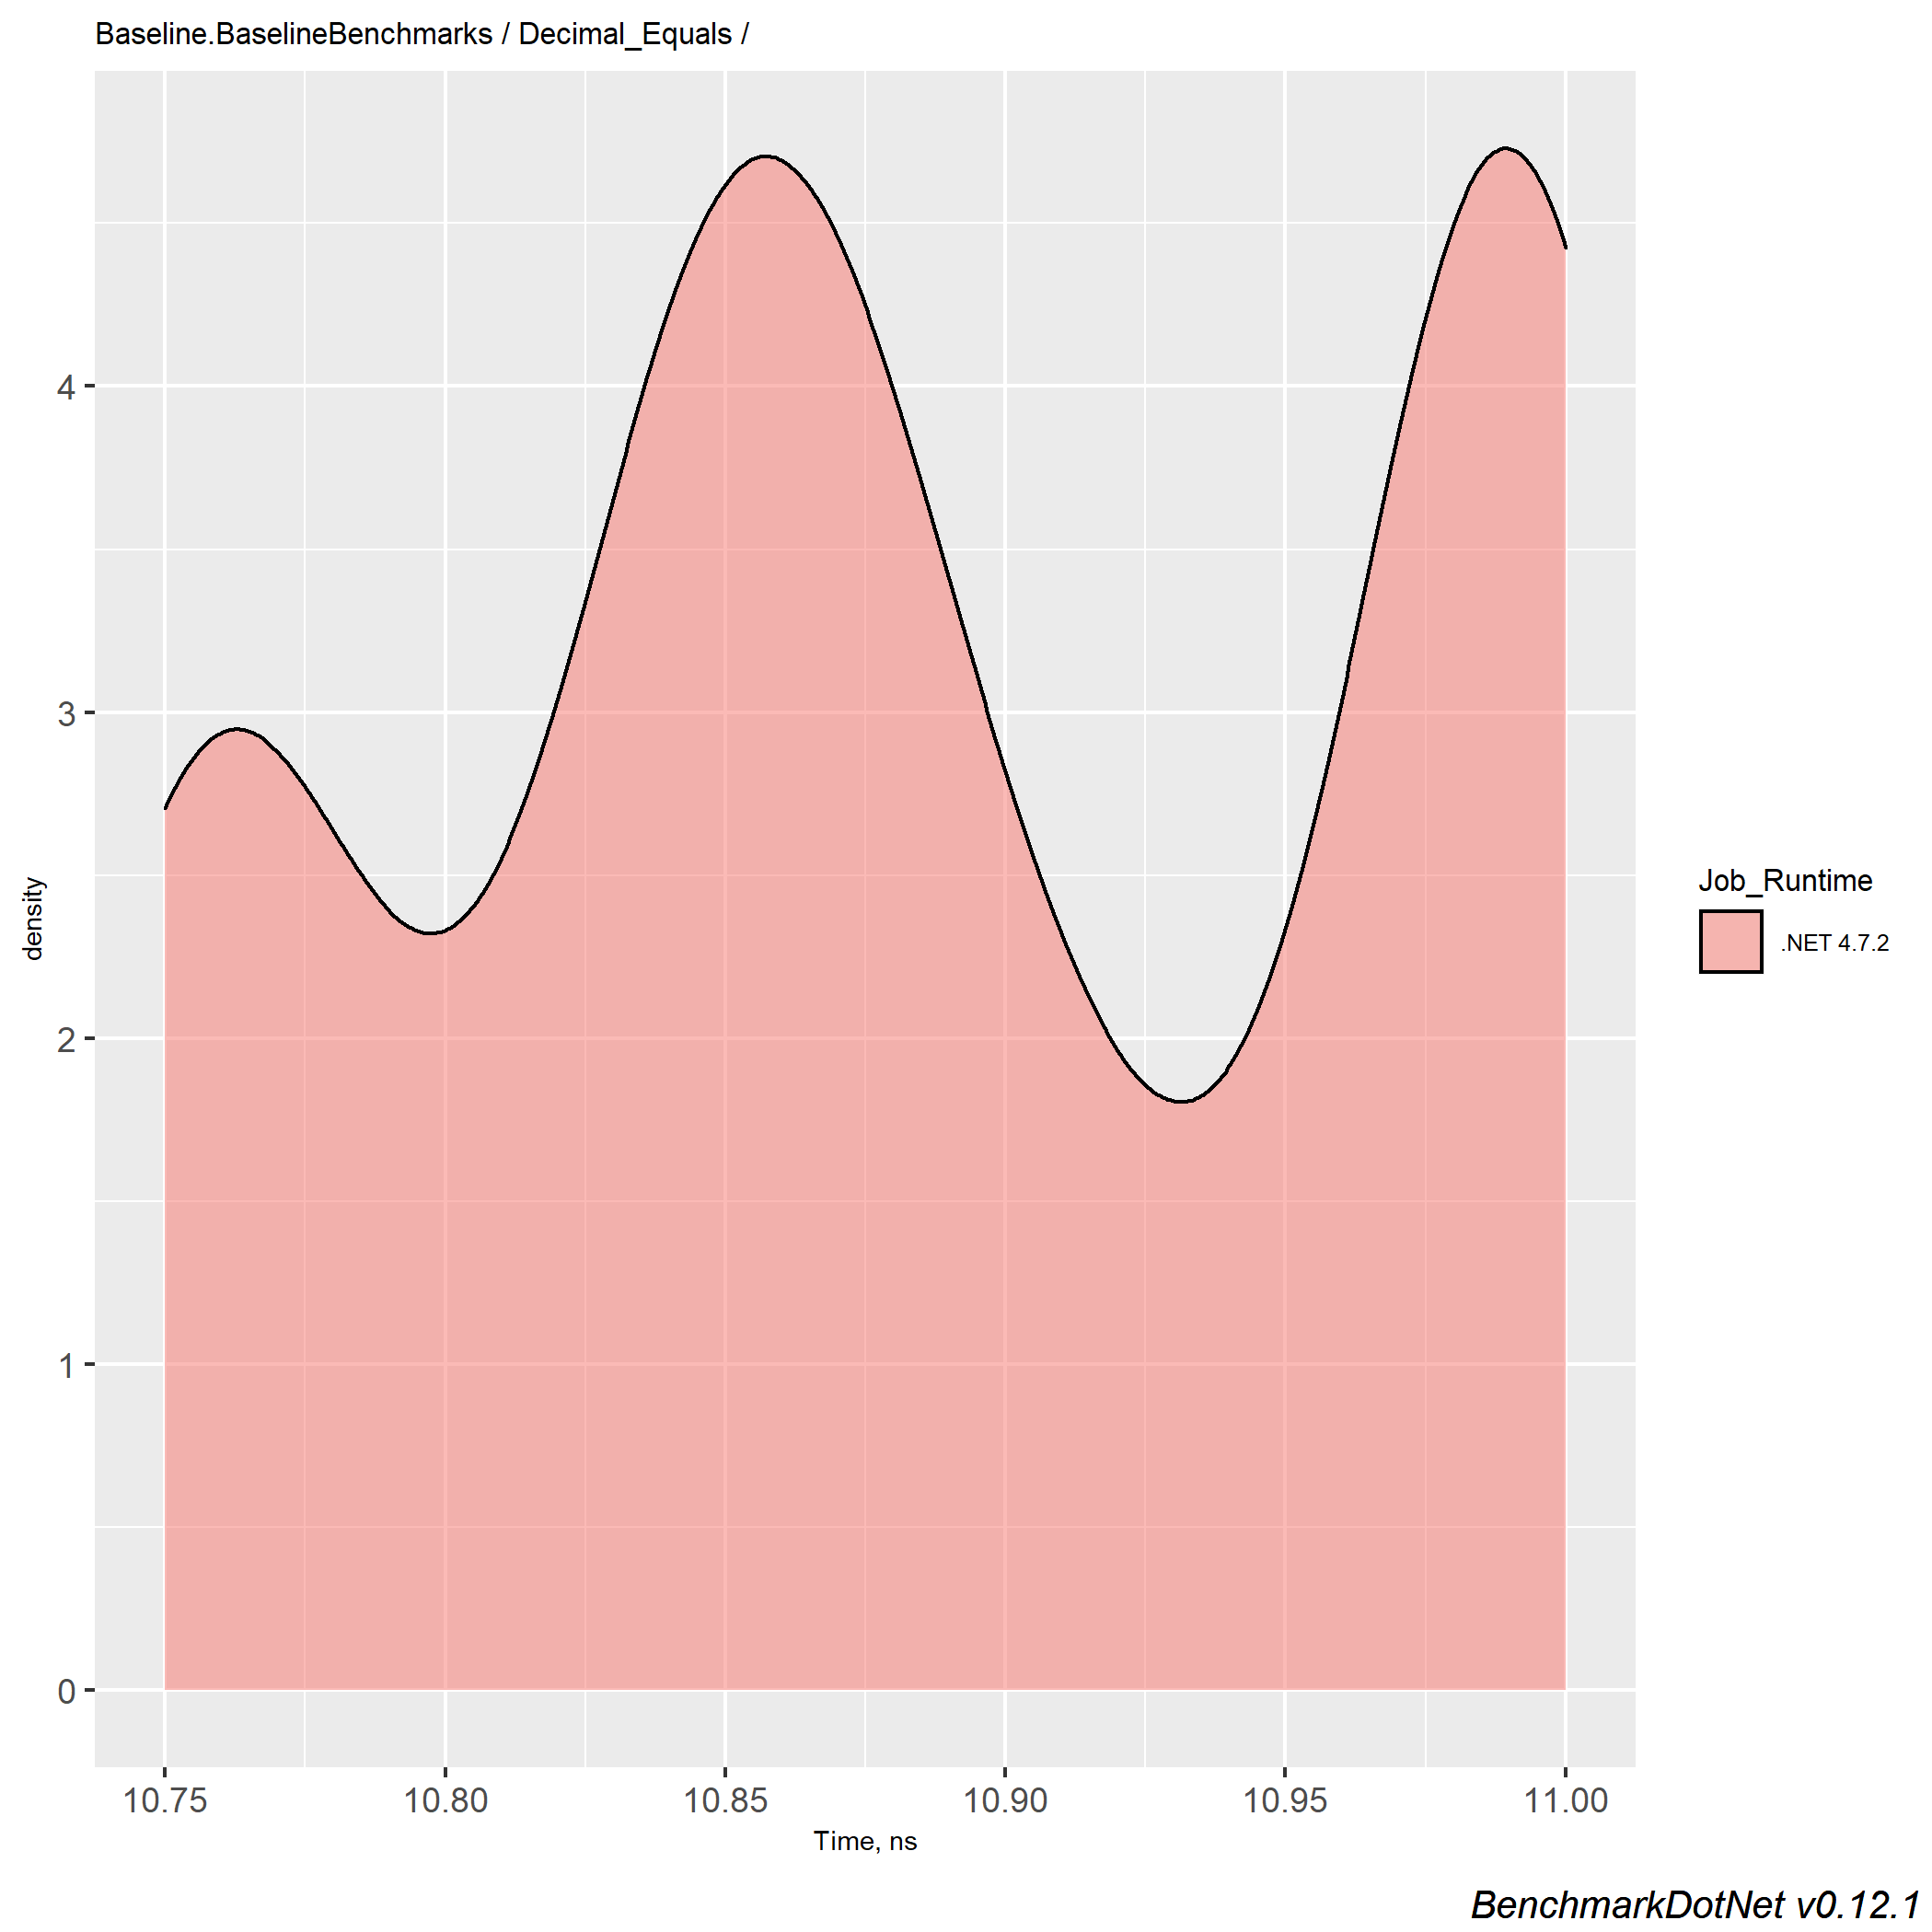 Baseline.BaselineBenchmarks / Decimal_Equals /
4
3
2
1
0
density
10.75 10.80 10.85 10.90 10.95 11.00
Time, ns
Job_Runtime
.NET 4.7.2
BenchmarkDotNet v0.12.1